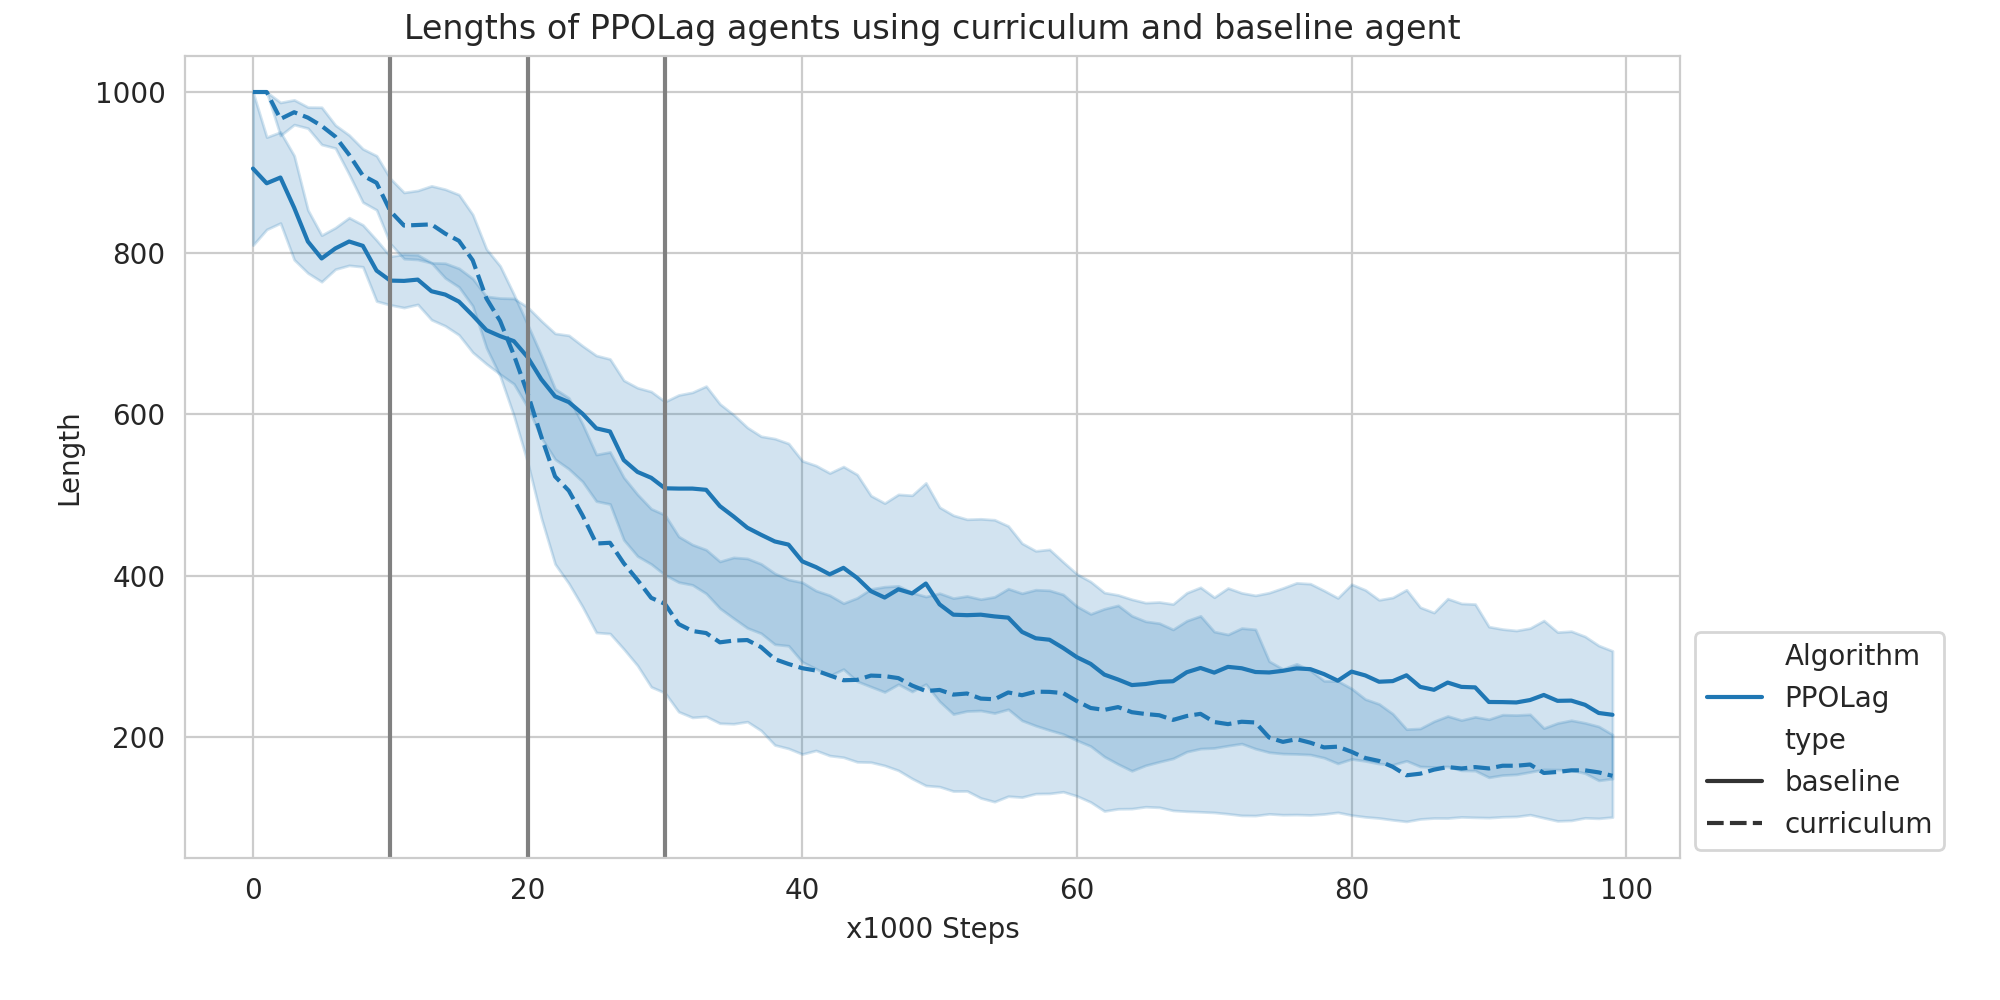 Lengths of PPOLag agents using curriculum and baseline agent
Length
1000
800
600
400
200
0
20
40
60
80
100
x1000 Steps
Algorithm
PPOLag
type
baseline
curriculum